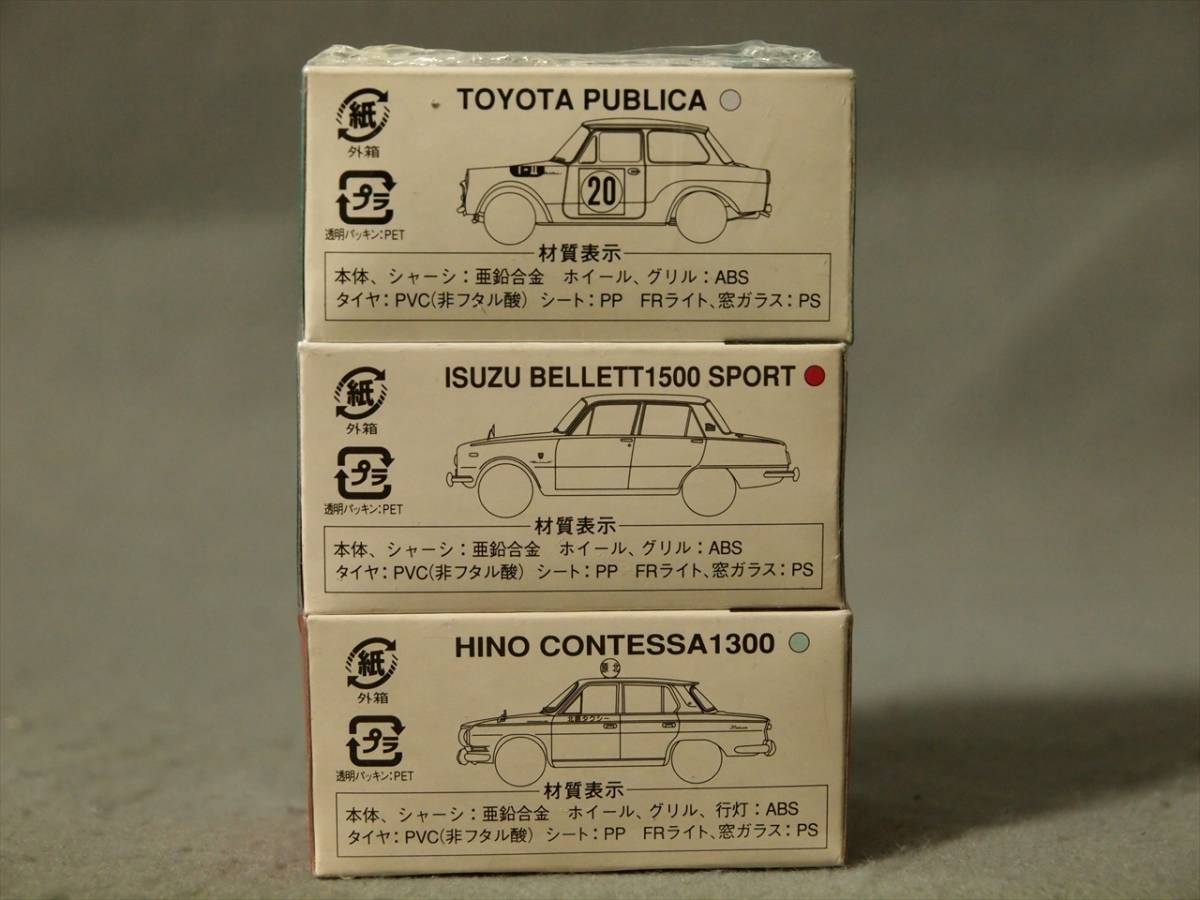 TOYOTA PUBLICA
紙
外箱
プラ
透明パッキン:PET
20
材質表示
本体、シャーシ:亜鉛合金 ホイール、グリル:ABS
タイヤ:PVC(非フタル酸) シート:PP FRライト、窓ガラス:PS
ISUZU BELLETT1500 SPORT
紙
外箱
プラ
透明パッキン:PET
材質表示
本体、シャーシ:亜鉛合金 ホイール、グリル:ABS
タイヤ:PVC(非フタル酸) シート:PP FRライト、窓ガラス:PS
HINO CONTESSA1300
紙
外箱
プラ
透明パッキン:PET
材質表示
本体、シャーシ:亜鉛合金 ホイール、グリル、行灯:ABS
タイヤ:PVC(非フタル酸) シート:PP FRライト、窓ガラス:PS